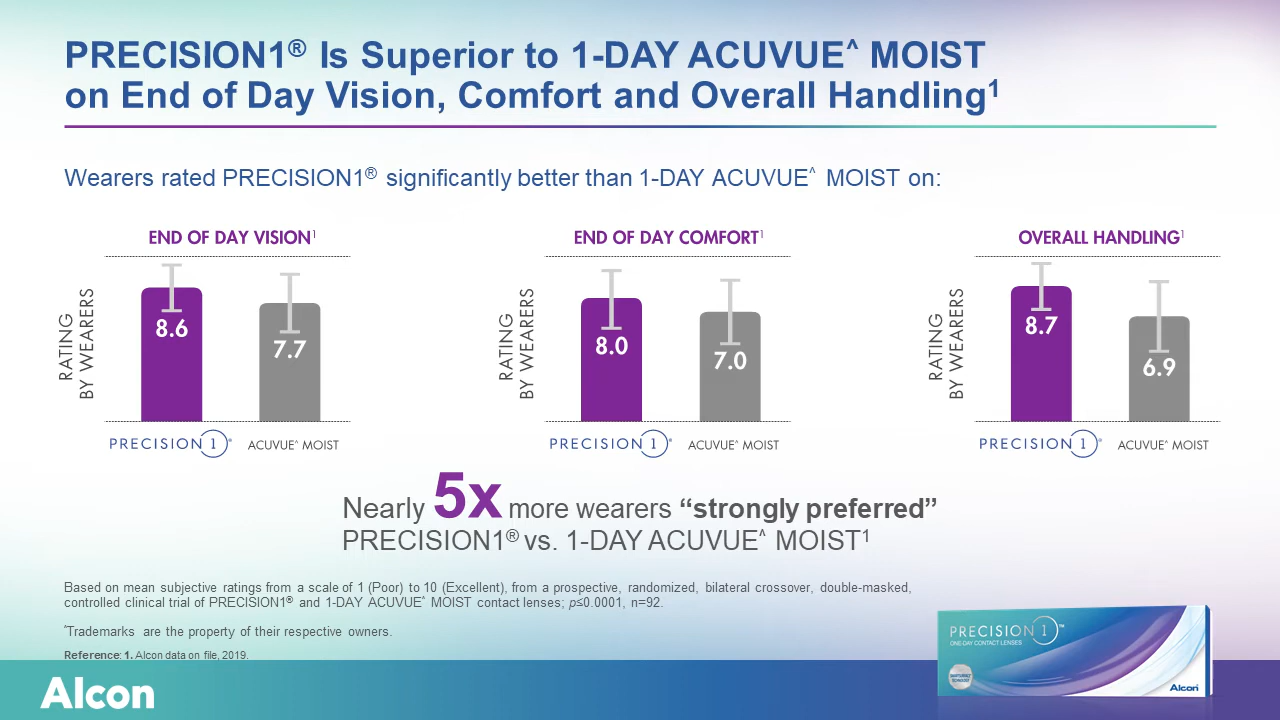 PRECISION1® Is Superior to 1-DAY ACUVUE^ MOIST
on End of Day Vision, Comfort and Overall Handling1
Wearers rated PRECISION1® significantly better than 1-DAY ACUVUE^ MOIST on:
END OF DAY VISION1
RATING
BY WEARERS
8.6
7.7
PRECISION 1®
ACUVUE^ MOIST
END OF DAY COMFORT1
RATING
BY WEARERS
8.0
7.0
PRECISION 1®
ACUVUE^ MOIST
OVERALL HANDLING1
RATING
BY WEARERS
8.7
6.9
PRECISION 1®
ACUVUE^ MOIST
Nearly 5x more wearers “strongly preferred”
PRECISION1® vs. 1-DAY ACUVUE^ MOIST1
Based on mean subjective ratings from a scale of 1 (Poor) to 10 (Excellent), from a prospective, randomized, bilateral crossover, double-masked,
controlled clinical trial of PRECISION1® and 1-DAY ACUVUE^ MOIST contact lenses; p≤0.0001, n=92.
^Trademarks are the property of their respective owners.
Reference: 1. Alcon data on file, 2019.
PRECISION 1™
ONE-DAY CONTACT LENSES
Alcon
Alcon